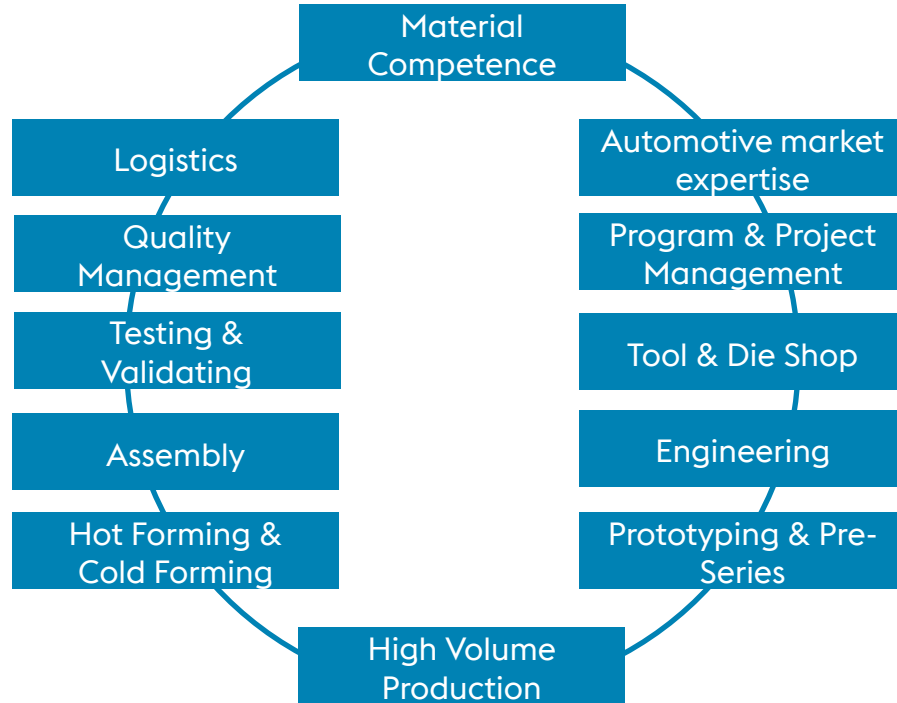 Material
Competence
Logistics
Automotive market
expertise
Quality
Management
Program & Project
Management
Testing &
Validating
Tool & Die Shop
Assembly
Engineering
Hot Forming &
Cold Forming
Prototyping & Pre-
Series
High Volume
Production